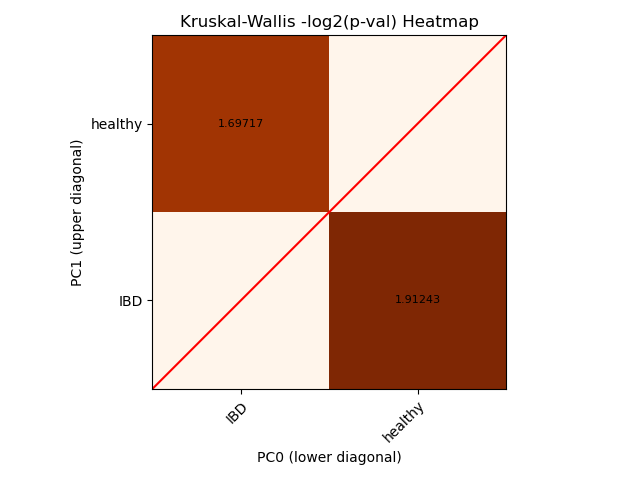 Kruskal-Wallis -log2(p-val) Heatmap
healthy
1.69717
PC1 (upper diagonal)
IBD
1.91243
IBD
healthy
PC0 (lower diagonal)